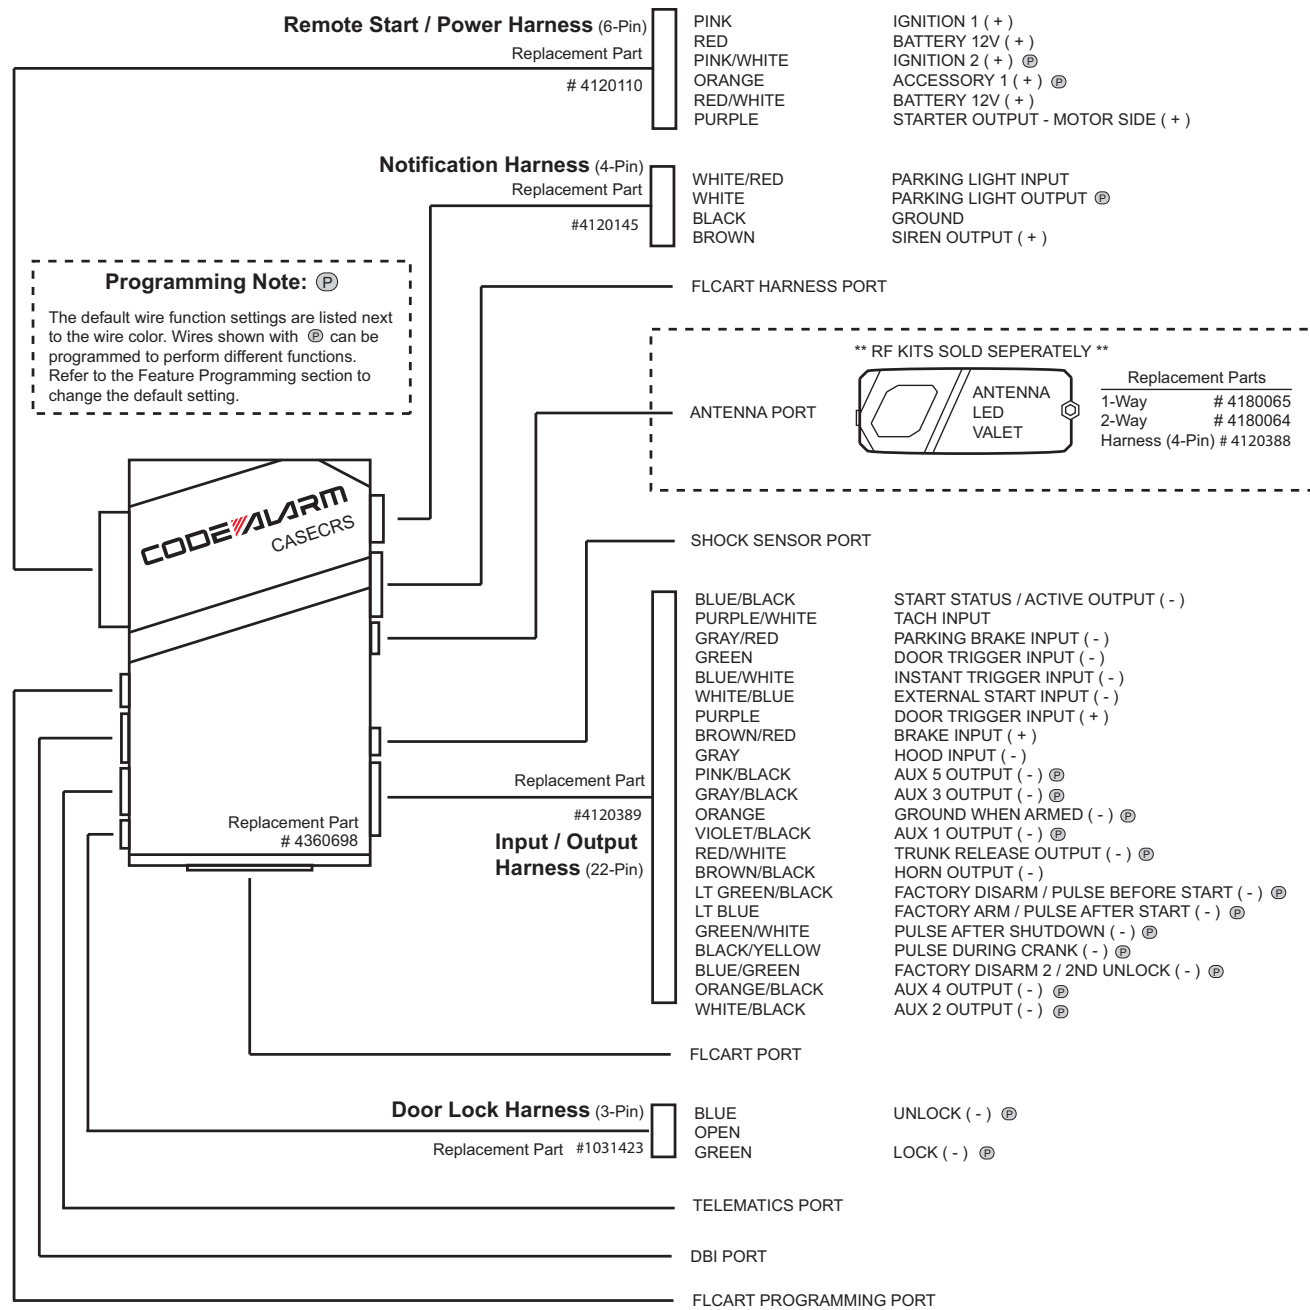 Remote Start / Power Harness (6-Pin)
Replacement Part
# 4120110
PINK IGNITION 1 ( + )
RED BATTERY 12V ( + )
PINK/WHITE IGNITION 2 ( + ) P
ORANGE ACCESSORY 1 ( + ) P
RED/WHITE BATTERY 12V ( + )
PURPLE STARTER OUTPUT - MOTOR SIDE ( + )
Notification Harness (4-Pin)
Replacement Part
#4120145
WHITE/RED PARKING LIGHT INPUT
WHITE PARKING LIGHT OUTPUT P
BLACK GROUND
BROWN SIREN OUTPUT ( + )
Programming Note: P
The default wire function settings are listed next
to the wire color. Wires shown with P can be
programmed to perform different functions.
Refer to the Feature Programming section to
change the default setting.
FLCART HARNESS PORT
** RF KITS SOLD SEPERATELY **
ANTENNA PORT
ANTENNA
LED
VALET
Replacement Parts
1-Way # 4180065
2-Way # 4180064
Harness (4-Pin) # 4120388
CODE ALARM
CASECRS
Replacement Part
# 4360698
SHOCK SENSOR PORT
Replacement Part
#4120389
Input / Output
Harness (22-Pin)
BLUE/BLACK START STATUS / ACTIVE OUTPUT ( - )
PURPLE/WHITE TACH INPUT
GRAY/RED PARKING BRAKE INPUT ( - )
GREEN DOOR TRIGGER INPUT ( - )
BLUE/WHITE INSTANT TRIGGER INPUT ( - )
WHITE/BLUE EXTERNAL START INPUT ( - )
PURPLE DOOR TRIGGER INPUT ( + )
BROWN/RED BRAKE INPUT ( + )
GRAY HOOD INPUT ( - )
PINK/BLACK AUX 5 OUTPUT ( - ) P
GRAY/BLACK AUX 3 OUTPUT ( - ) P
ORANGE GROUND WHEN ARMED ( - ) P
VIOLET/BLACK AUX 1 OUTPUT ( - ) P
RED/WHITE TRUNK RELEASE OUTPUT ( - ) P
BROWN/BLACK HORN OUTPUT ( - )
LT GREEN/BLACK FACTORY DISARM / PULSE BEFORE START ( - ) P
LT BLUE FACTORY ARM / PULSE AFTER START ( - ) P
GREEN/WHITE PULSE AFTER SHUTDOWN ( - ) P
BLACK/YELLOW PULSE DURING CRANK ( - ) P
BLUE/GREEN FACTORY DISARM 2 / 2ND UNLOCK ( - ) P
ORANGE/BLACK AUX 4 OUTPUT ( - ) P
WHITE/BLACK AUX 2 OUTPUT ( - ) P
FLCART PORT
Door Lock Harness (3-Pin)
Replacement Part #1031423
BLUE UNLOCK ( - ) P
OPEN
GREEN LOCK ( - ) P
TELEMATICS PORT
DBI PORT
FLCART PROGRAMMING PORT